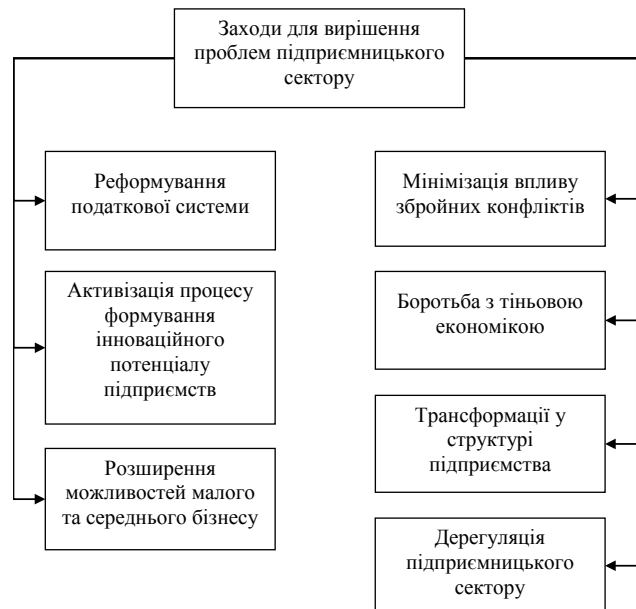 Заходи для вирішення
проблем підприємницького
сектору
Реформування
податкової системи
Активізація процесу
формування
інноваційного
потенціалу
підприємств
Розширення
можливостей малого
та середнього бізнесу
Мінімізація впливу
збройних конфліктів
Боротьба з тіньовою
економікою
Трансформації у
структурі
підприємства
Дерегуляція
підприємницького
сектору